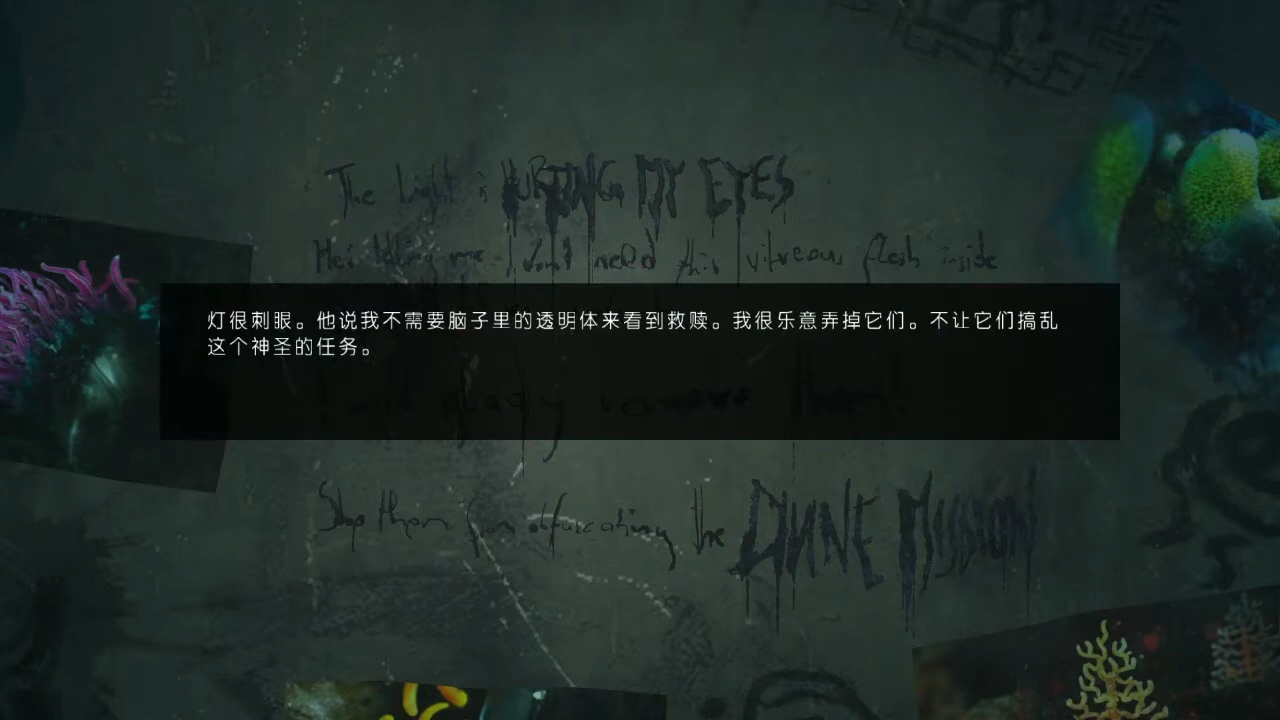 The Light is HURTING MY EYES
He's telling me I don't need this vitreous flesh inside
灯很刺眼。他说我不需要脑子里的透明体来看到救赎。我很乐意弄掉它们。不让它们搞乱
这个神圣的任务。
I will gladly remove them!
Stop them from obfuscating the DIVINE MISSION